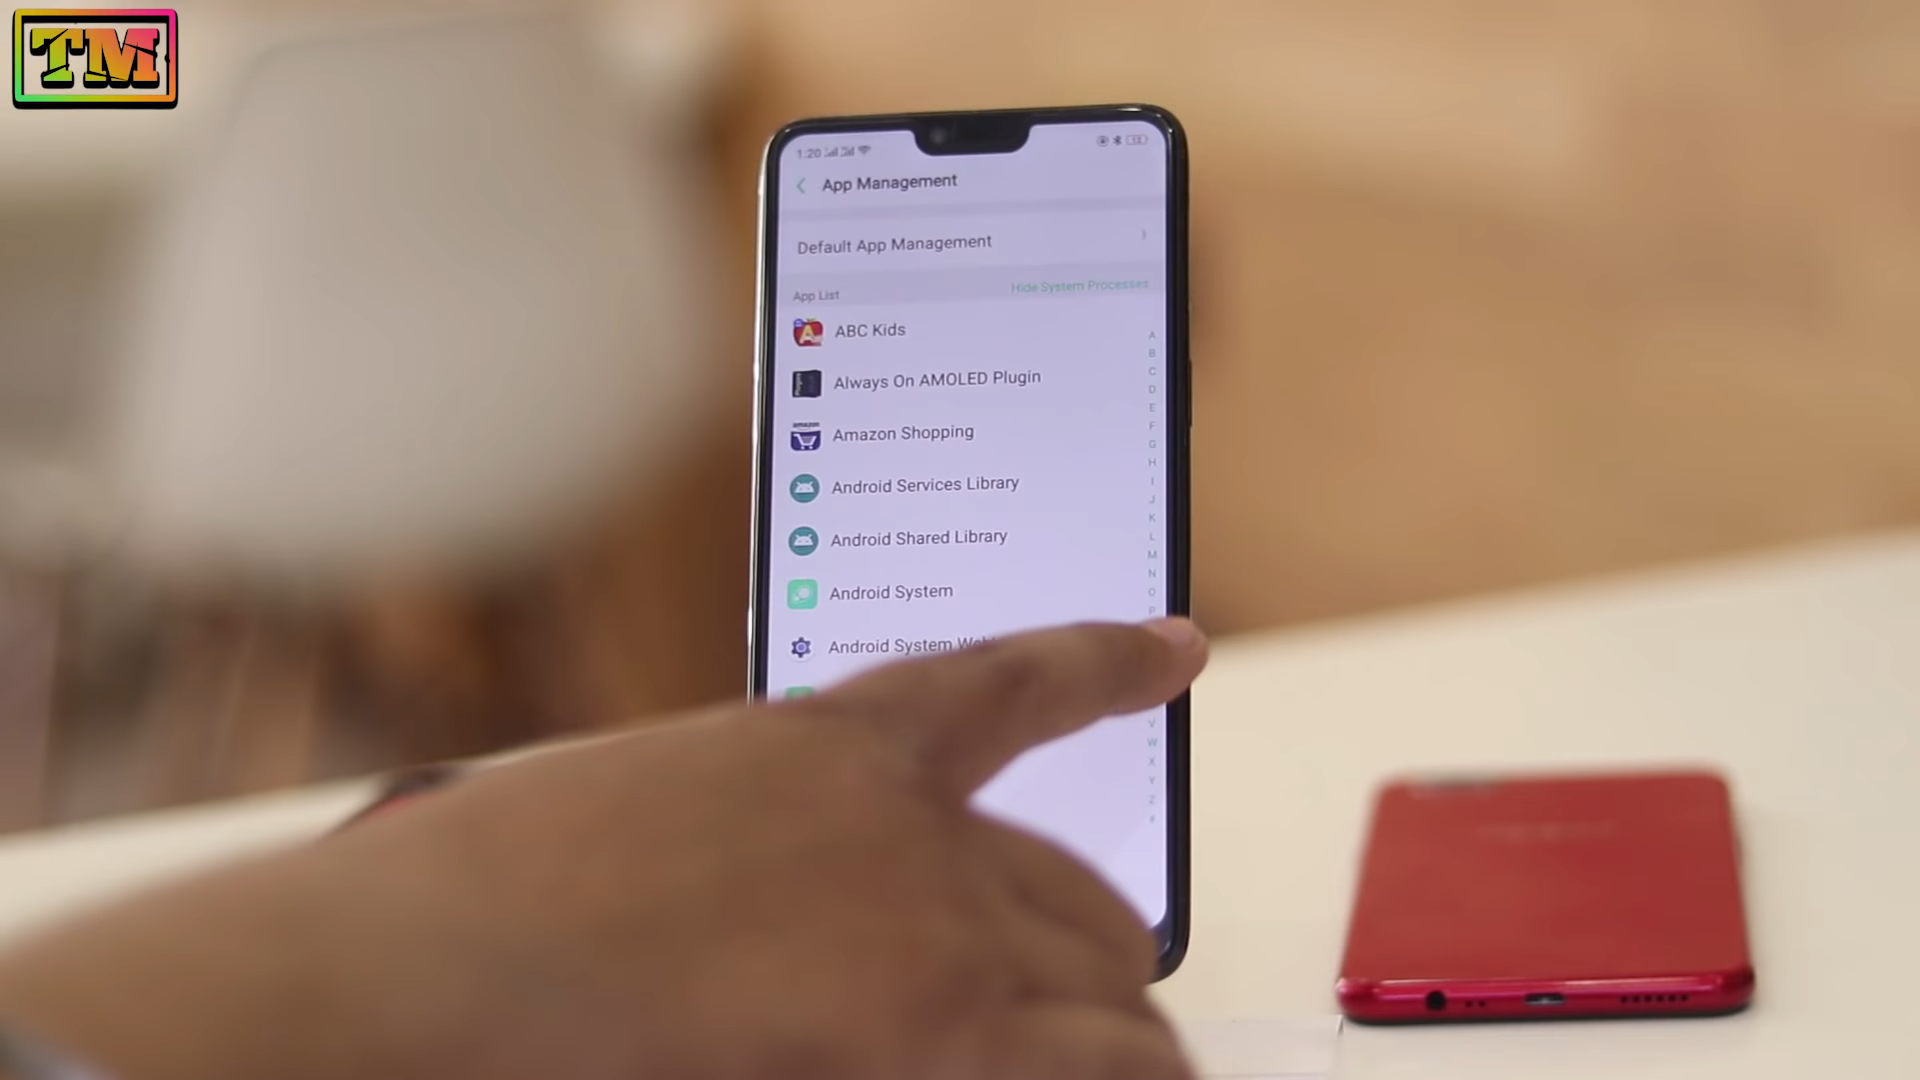 TM
1:20
App Management
Default App Management
App List
Hide System Processes
ABC Kids
Always On AMOLED Plugin
Amazon Shopping
Android Services Library
Android Shared Library
Android System
Android System
A
B
C
D
E
F
G
H
I
J
K
L
M
N
O
P
V
W
X
Y
Z
#